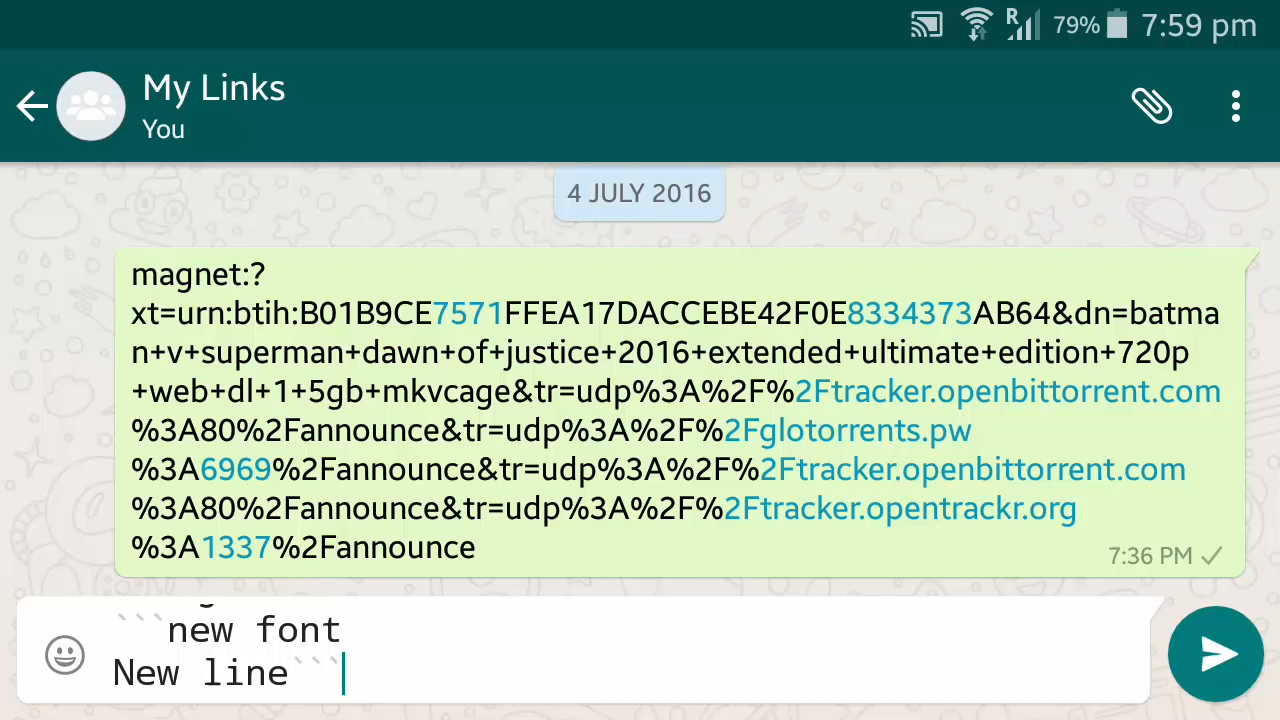 R 79% 7:59 pm
My Links
You
4 JULY 2016
magnet:?
xt=urn:btih:B01B9CE7571FFEA17DACCEBE42F0E8334373AB64&dn=batma
n+v+superman+dawn+of+justice+2016+extended+ultimate+edition+720p
+web+dl+1+5gb+mkvcage&tr=udp%3A%2F%2Ftracker.openbittorrent.com
%3A80%2Fannounce&tr=udp%3A%2F%2Fglotorrents.pw
%3A6969%2Fannounce&tr=udp%3A%2F%2Ftracker.openbittorrent.com
%3A80%2Fannounce&tr=udp%3A%2F%2Ftracker.opentrackr.org
%3A1337%2Fannounce
7:36 PM
```new font
New line```